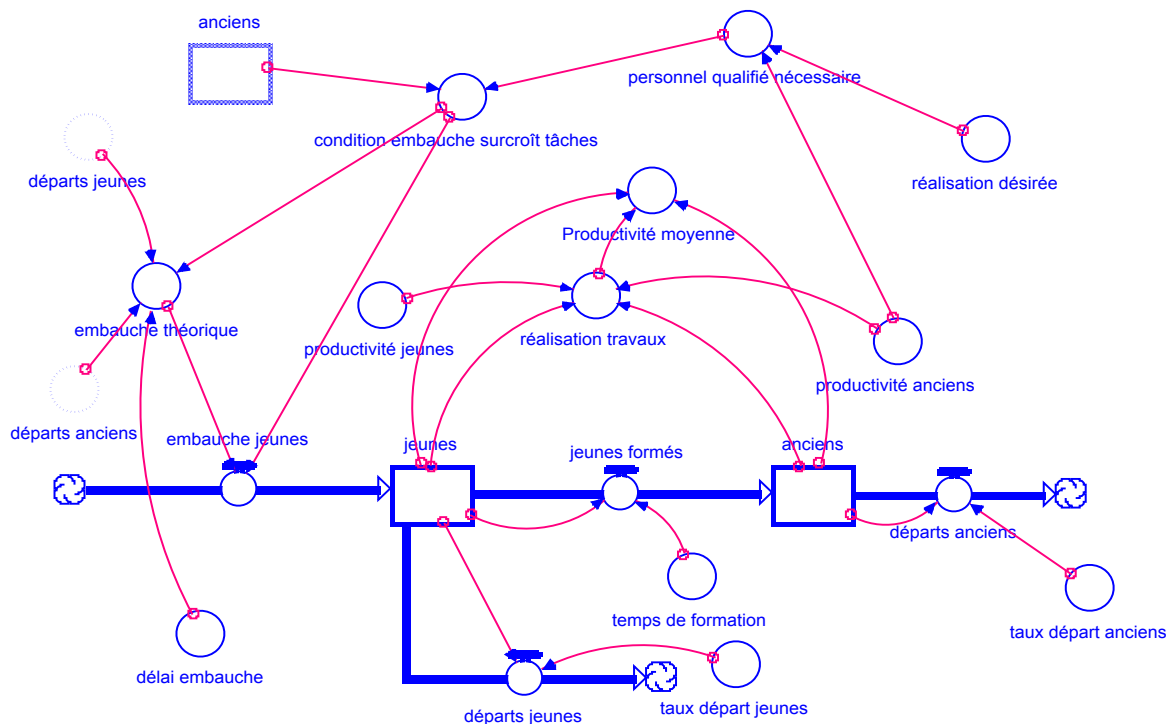 anciens
personnel qualifié nécessaire
condition embauche surcroît tâches
départs jeunes
réalisation désirée
Productivité moyenne
embauche théorique
réalisation travaux
productivité jeunes
productivité anciens
départs anciens
embauche jeunes
jeunes
jeunes formés
anciens
départs anciens
temps de formation
taux départ anciens
délai embauche
départs jeunes
taux départ jeunes